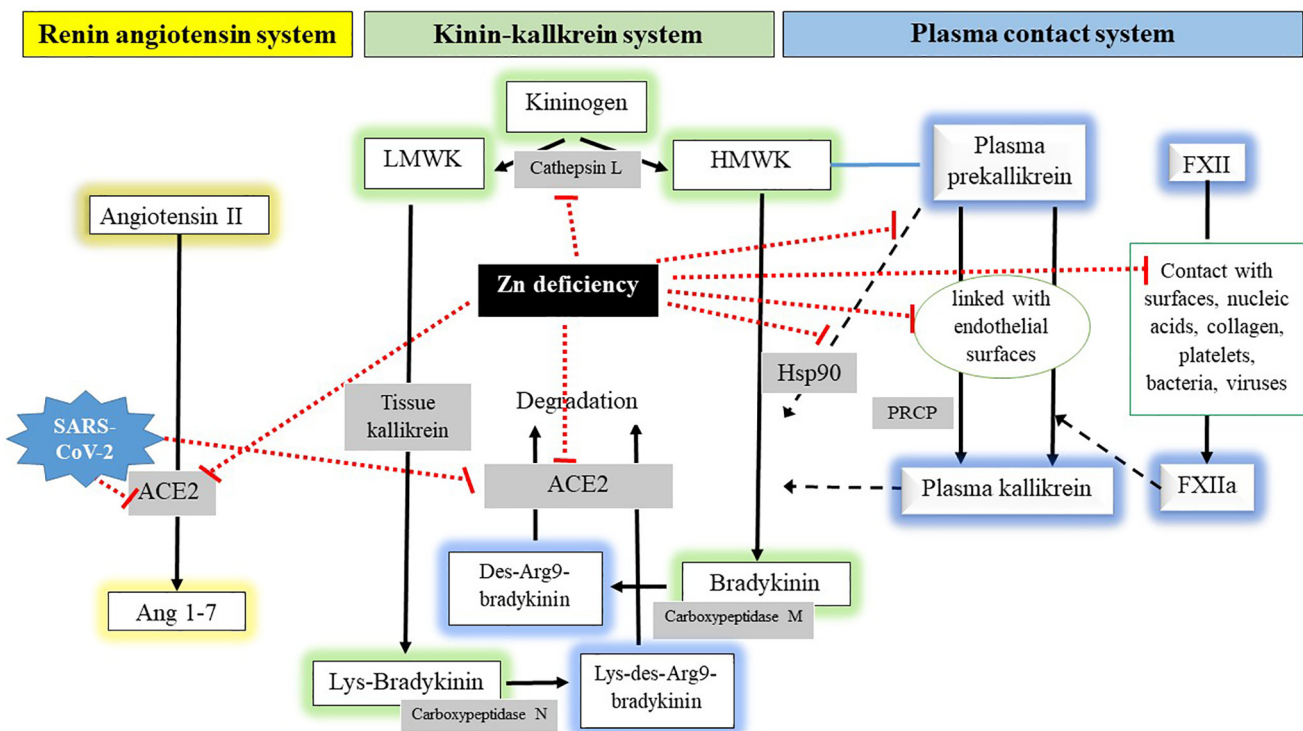 Renin angiotensin system
Kinin-kallkrein system
Plasma contact system
Kininogen
LMWK
Cathepsin L
HMWK
Plasma
prekallikrein
FXII
Angiotensin II
Zn deficiency
Contact with
surfaces, nucleic
acids, collagen,
platelets,
bacteria, viruses
linked with
endothelial
surfaces
Hsp90
Tissue
kallikrein
Degradation
PRCP
SARS-
CoV-2
ACE2
ACE2
Plasma kallikrein
FXIIa
Des-Arg9-
bradykinin
Bradykinin
Carboxypeptidase M
Ang 1-7
Lys-Bradykinin
Carboxypeptidase N
Lys-des-Arg9-
bradykinin